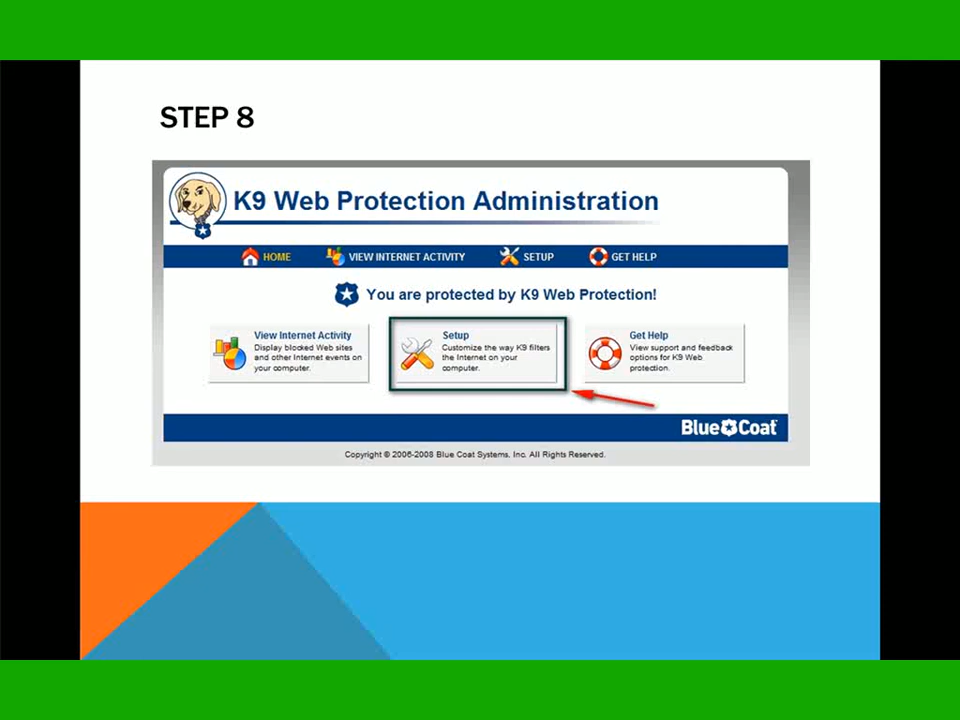 STEP 8
K9 Web Protection Administration
HOME VIEW INTERNET ACTIVITY SETUP GET HELP
You are protected by K9 Web Protection!
View Internet Activity
Display blocked Web sites
and other Internet events on
your computer.
Setup
Customize the way K9 filters
the Internet on your
computer.
Get Help
View support and feedback
options for K9 Web
protection.
Blue Coat
Copyright © 2006-2008 Blue Coat Systems, Inc. All Rights Reserved.